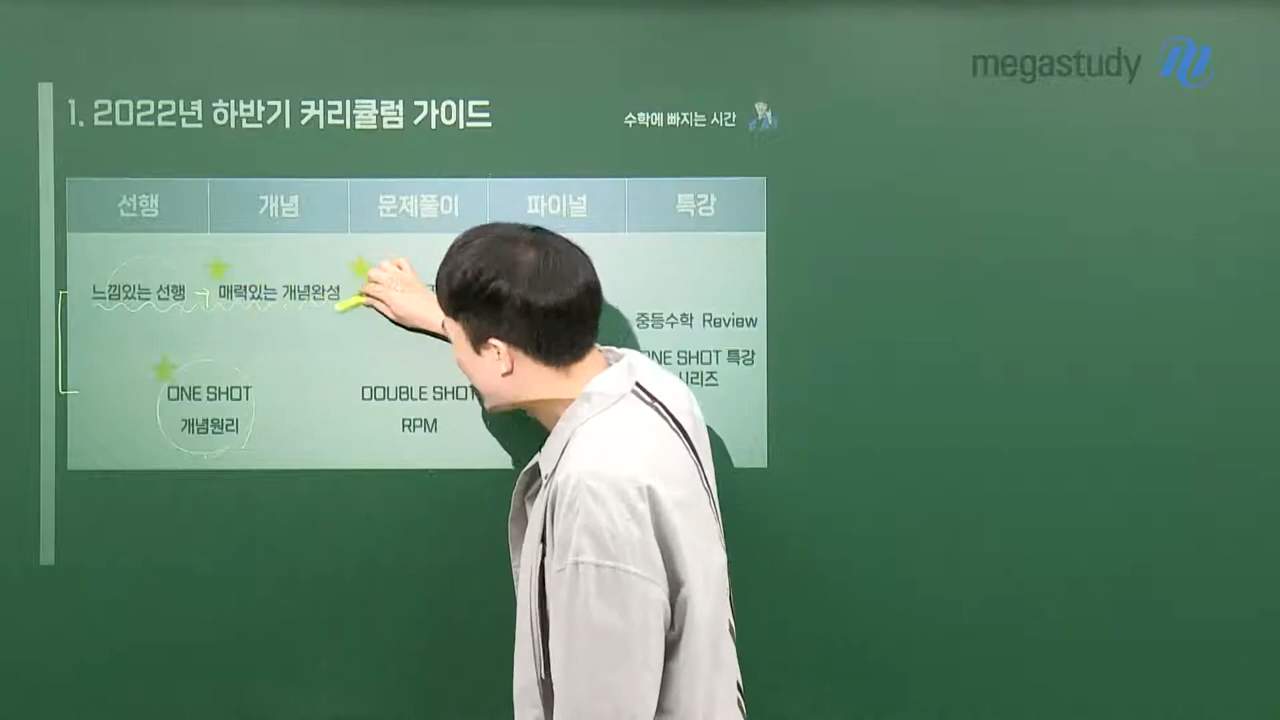 megastudy
1. 2022년 하반기 커리큘럼 가이드
수학에 빠지는 시간
선행 개념 문제풀이 파이널 특강
느낌있는 선행 매력있는 개념완성
중등수학 Review
ONE SHOT 특강
시리즈
ONE SHOT DOUBLE SHOT
개념원리 RPM